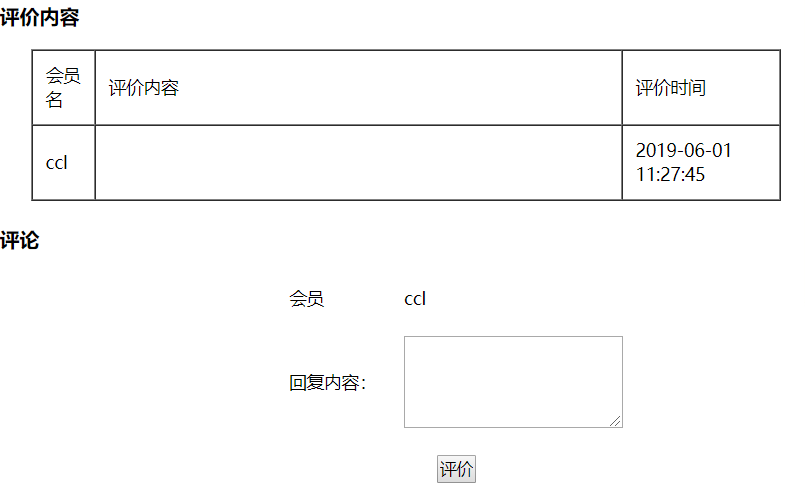 评价内容
会员
名
评价内容
评价时间
ccl
2019-06-01
11:27:45
评论
会员
ccl
回复内容：
评价